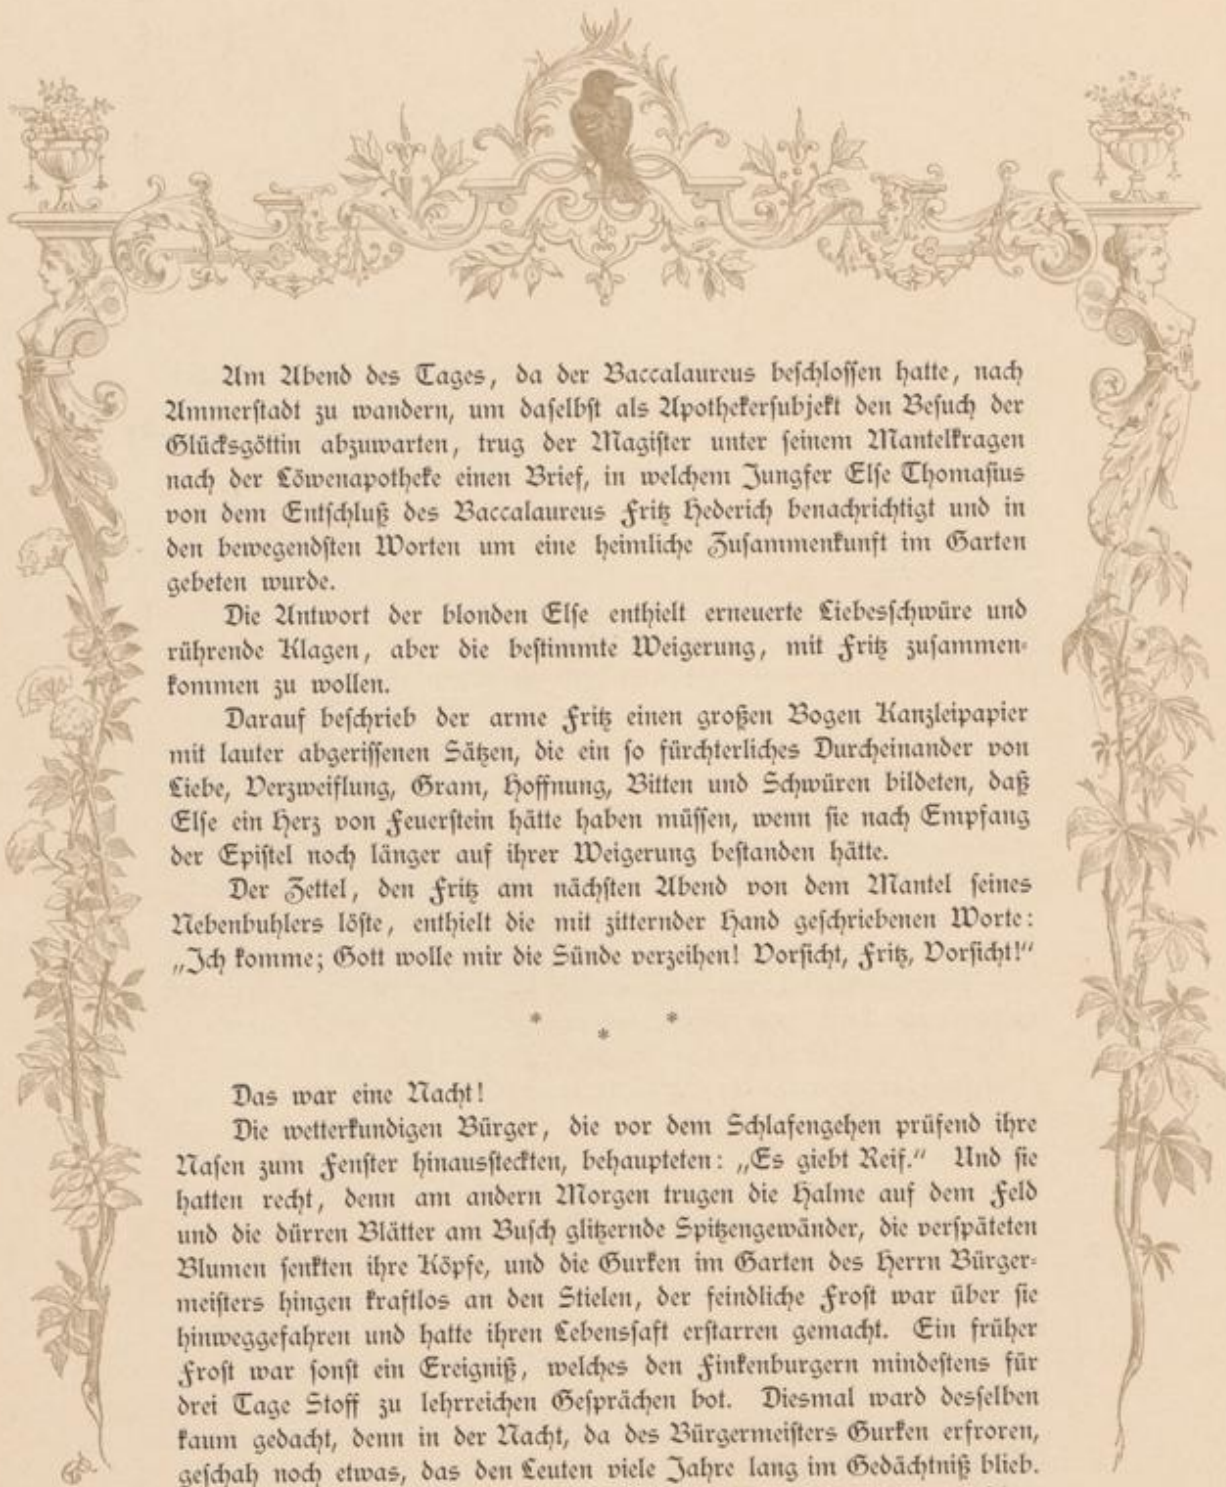 Am Abend des Tages, da der Baccalaureus beschlossen hatte, nach
Ammerstadt zu wandern, um daselbst als Apothekersubjekt den Besuch der
Glücksgöttin abzuwarten, trug der Magister unter seinem Mantelkragen
nach der Löwenapotheke einen Brief, in welchem Jungfer Else Thomasius
von dem Entschluß des Baccalaureus Fritz Hederich benachrichtigt und in
den bewegendsten Worten um eine heimliche Zusammenkunft im Garten
gebeten wurde.
Die Antwort der blonden Else enthielt erneuerte Liebesschwüre und
rührende Klagen, aber die bestimmte Weigerung, mit Fritz zusammen-
kommen zu wollen.
Darauf beschrieb der arme Fritz einen großen Bogen Kanzleipapier
mit lauter abgerissenen Sätzen, die ein so fürchterliches Durcheinander von
Liebe, Verzweiflung, Gram, Hoffnung, Bitten und Schwüren bildeten, daß
Else ein Herz von Feuerstein hätte haben müssen, wenn sie nach Empfang
der Epistel noch länger auf ihrer Weigerung bestanden hätte.
Der Zettel, den Fritz am nächsten Abend von dem Mantel seines
Nebenbuhlers löste, enthielt die mit zitternder Hand geschriebenen Worte:
„Ich komme; Gott wolle mir die Sünde verzeihen! Vorsicht, Fritz, Vorsicht!“
* * *
Das war eine Nacht!
Die wetterkundigen Bürger, die vor dem Schlafengehen prüfend ihre
Nasen zum Fenster hinaussteckten, behaupteten: „Es giebt Reif.“ Und sie
hatten recht, denn am andern Morgen trugen die Halme auf dem Feld
und die dürren Blätter am Busch glitzernde Spitzengewänder, die verspäteten
Blumen senkten ihre Köpfe, und die Gurken im Garten des Herrn Bürger-
meisters hingen kraftlos an den Stielen, der feindliche Frost war über sie
hinweggefahren und hatte ihren Lebenssaft erstarren gemacht. Ein früher
Frost war sonst ein Ereigniß, welches den Finkenburgern mindestens für
drei Tage Stoff zu lehrreichen Gesprächen bot. Diesmal ward desselben
kaum gedacht, denn in der Nacht, da des Bürgermeisters Gurken erfroren,
geschah noch etwas, das den Leuten viele Jahre lang im Gedächtniß blieb.